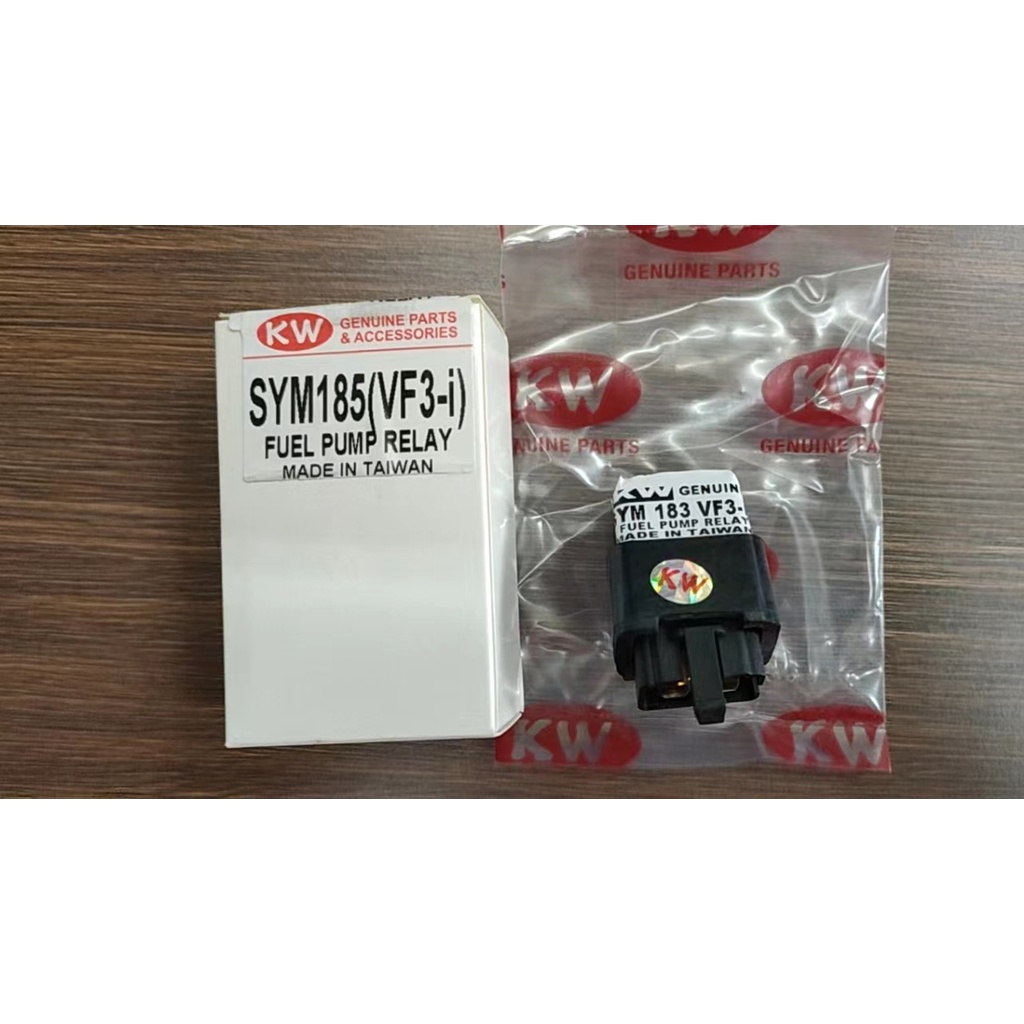 KW GENUINE PARTS
& ACCESSORIES
SYM185(VF3-i)
FUEL PUMP RELAY
MADE IN TAIWAN
KW
GENUINE PARTS
KW
GENUINE PARTS
KW
KW GENUIN
YM 183 VF3-
FUEL PUMP RELAY
MADE IN TAIWAN
KW
KW
KW